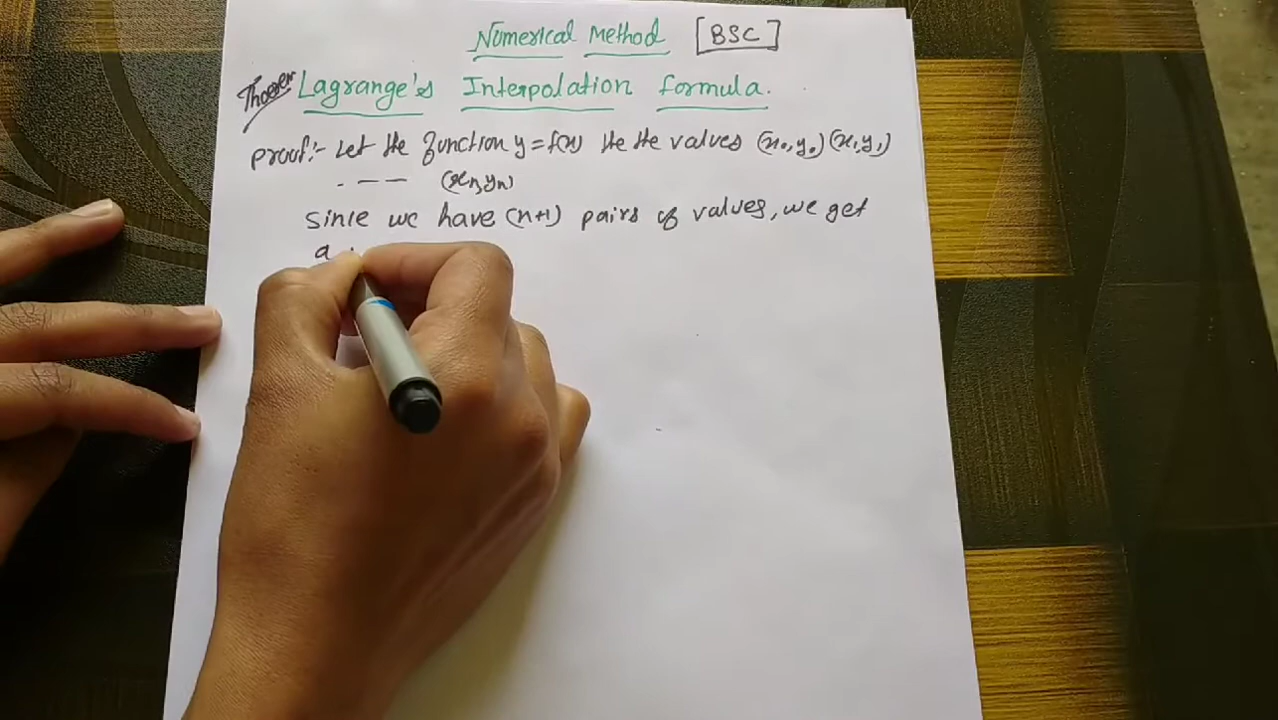 Numerical Method [BSC]
Thoerem Lagrange's Interpolation formula.
proof:- Let the function y = f(x) the the values (x₀,y₀)(x₁,y₁)
---- (xn,yn)
since we have (n+1) pairs of values, we get
a